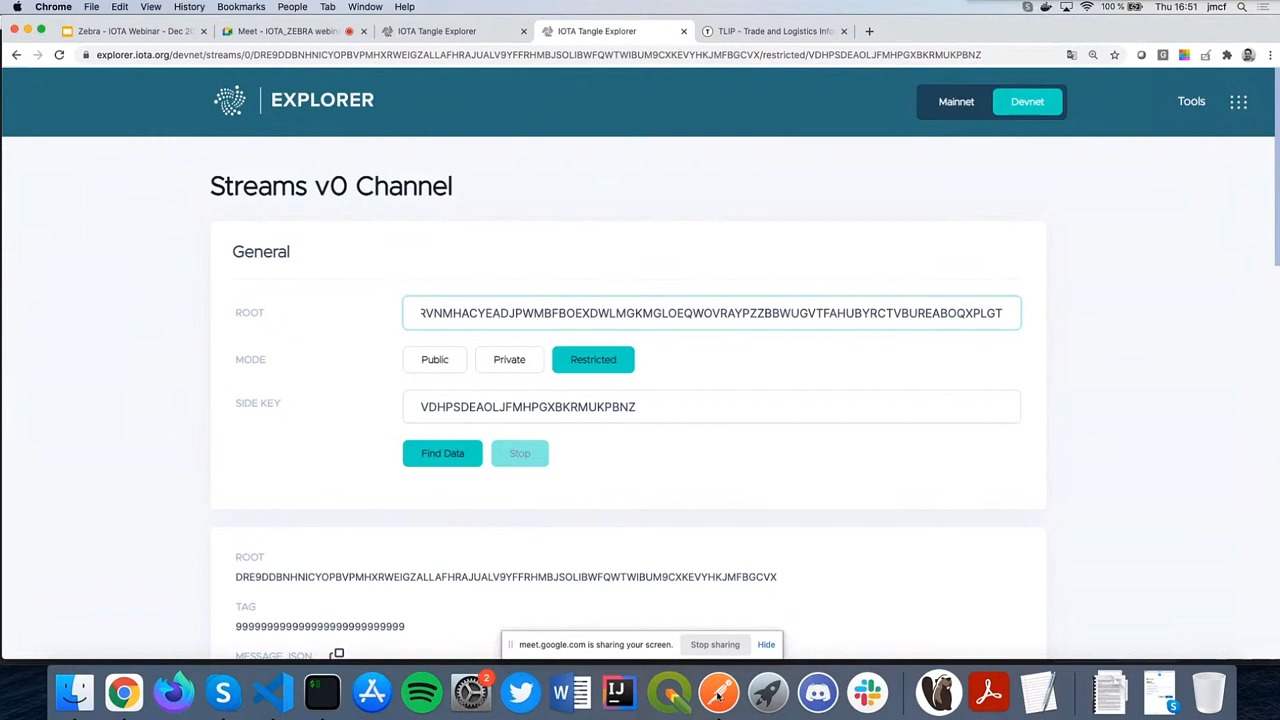 Chrome File Edit View History Bookmarks People Tab Window Help 100 % Thu 16:51 jmcf
Zebra - IOTA Webinar - Dec 20 Meet - IOTA_ZEBRA webin IOTA Tangle Explorer IOTA Tangle Explorer TLIP - Trade and Logistics Info
explorer.iota.org/devnet/streams/0/DRE9DDBNHNICYOPBVPMHXRWEIGZALLAFHRAJUALV9YFFRHMBJSOLIBWFQWTWIBUM9CXKEVYHKJMFBGCVX/restricted/VDHPSDEAOLJFMHPGXBKRMUKPBNZ
EXPLORER Mainnet Devnet Tools
Streams v0 Channel
General
ROOT RVNMHACYEADJPWMBFBOEXDWLMGKMGLOEQWOVRAYPZZBBWUGVTFAHUBYRCTVBUREABOQXPLGT
MODE Public Private Restricted
SIDE KEY VDHPSDEAOLJFMHPGXBKRMUKPBNZ
Find Data Stop
ROOT
DRE9DDBNHNICYOPBVPMHXRWEIGZALLAFHRAJUALV9YFFRHMBJSOLIBWFQWTWIBUM9CXKEVYHKJMFBGCVX
TAG
999999999999999999999999999
MESSAGE JSON
meet.google.com is sharing your screen. Stop sharing Hide
2